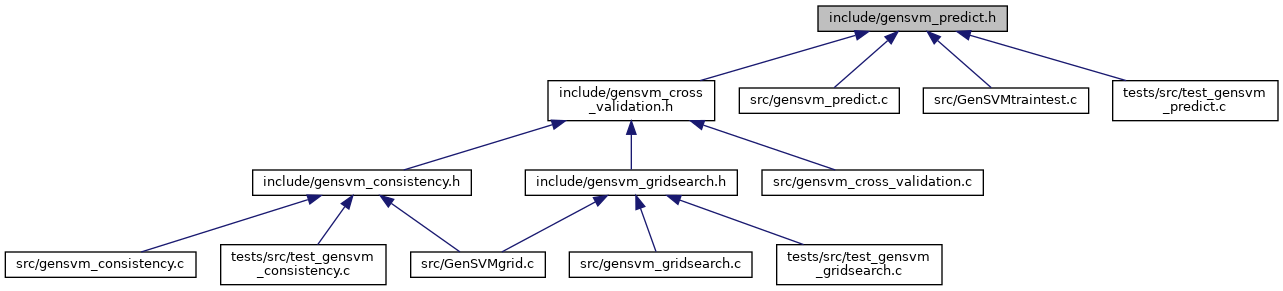 include/gensvm_predict.h
include/gensvm_cross
_validation.h
src/gensvm_predict.c
src/GenSVMtraintest.c
tests/src/test_gensvm
_predict.c
include/gensvm_consistency.h
include/gensvm_gridsearch.h
src/gensvm_cross_validation.c
src/gensvm_consistency.c
tests/src/test_gensvm
_consistency.c
src/GenSVMgrid.c
src/gensvm_gridsearch.c
tests/src/test_gensvm
_gridsearch.c